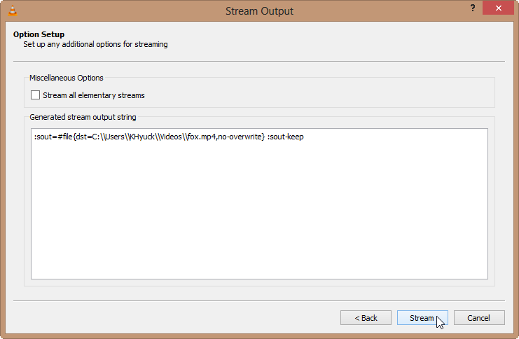 Stream Output
?
Option Setup
Set up any additional options for streaming
Miscellaneous Options
Stream all elementary streams
Generated stream output string
:sout=#file{dst=C:\\Users\\KHyuck\\Videos\\fox.mp4,no-overwrite} :sout-keep
< Back
Stream
Cancel